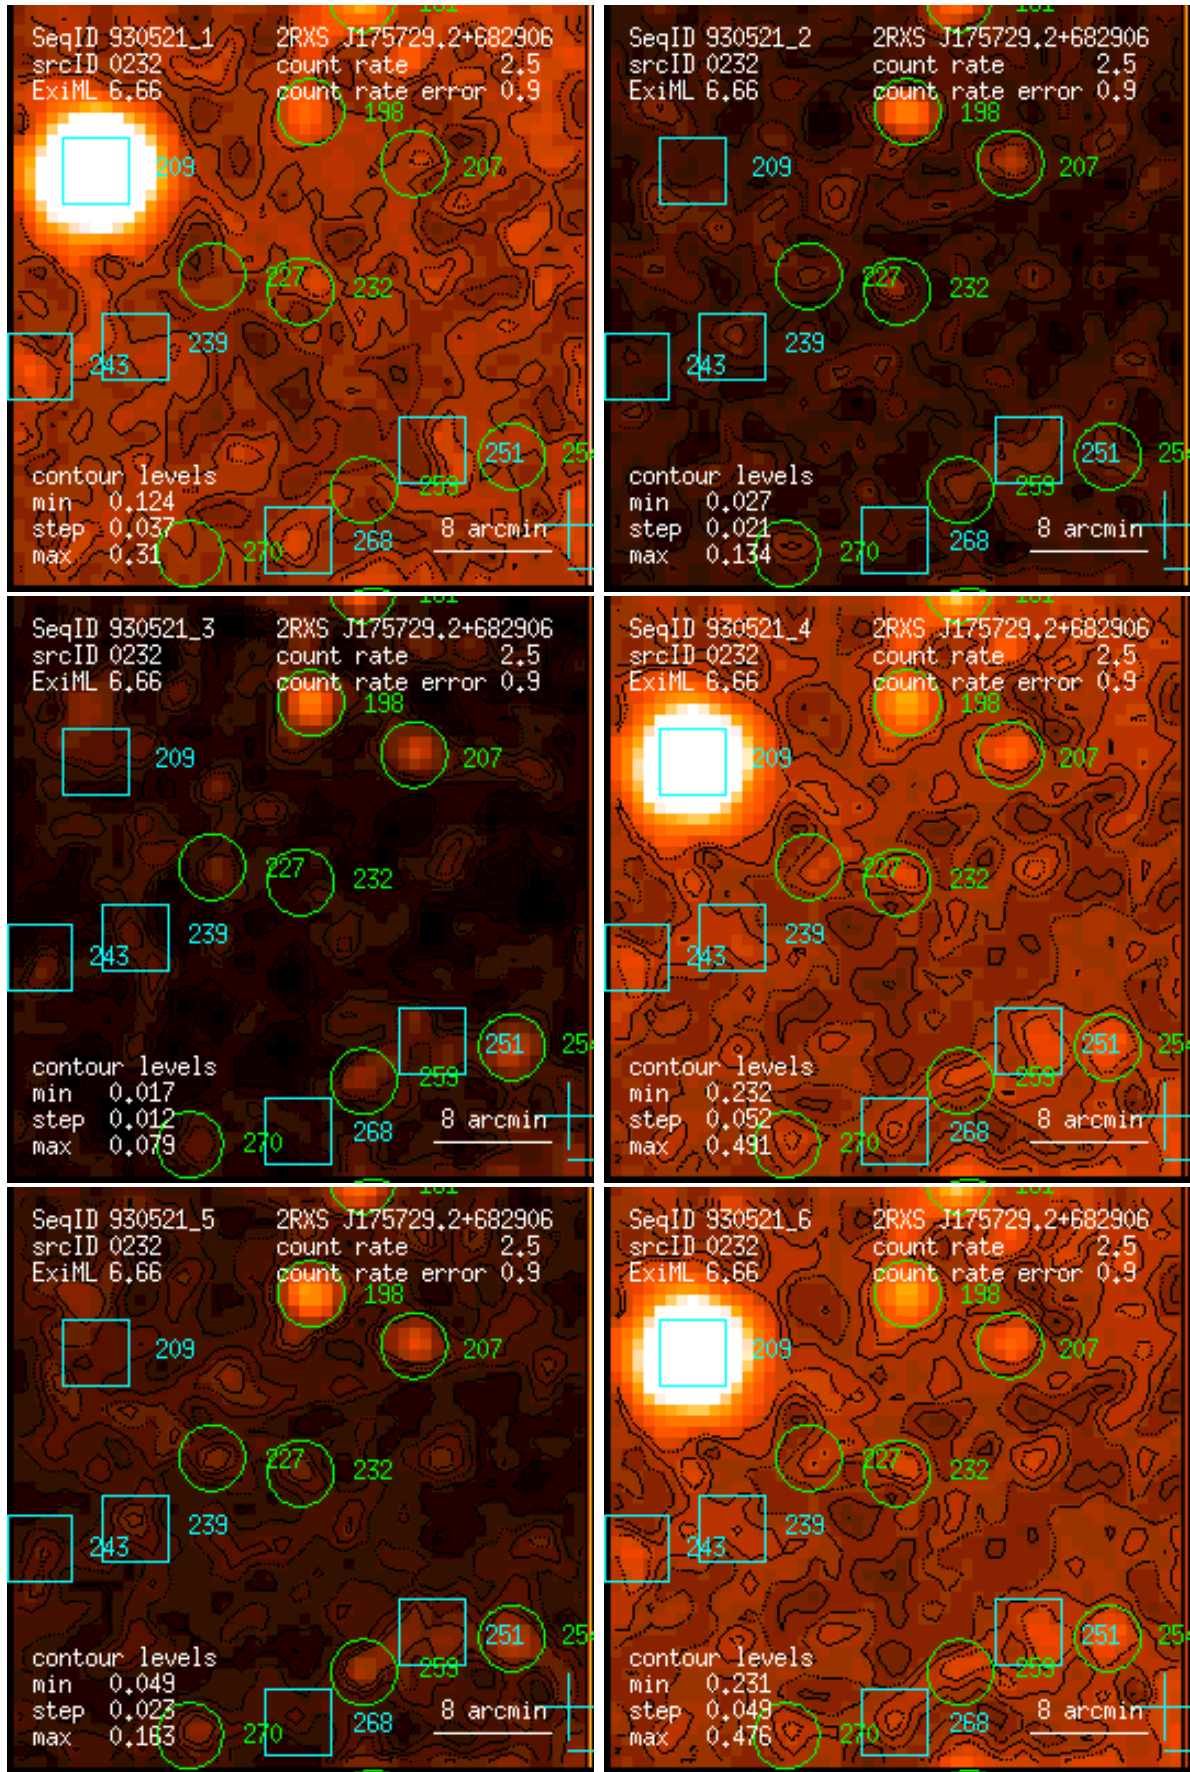 181
SeqID 930521_1 2RXS J175729.2+682906
srcID 0232 count rate 2.5
ExiML 6.66 count rate error 0.9
198
209 207
227 232
239
243
251 254
contour levels 259
min 0.124
step 0.037 8 arcmin
max 0.31 270 268
181
SeqID 930521_2 2RXS J175729.2+682906
srcID 0232 count rate 2.5
ExiML 6.66 count rate error 0.9
198
209 207
227 232
239
243
251 254
contour levels 259
min 0.027
step 0.021 8 arcmin
max 0.134 270 268
181
SeqID 930521_3 2RXS J175729.2+682906
srcID 0232 count rate 2.5
ExiML 6.66 count rate error 0.9
198
209 207
227 232
239
243
251 254
contour levels 259
min 0.017
step 0.012 8 arcmin
max 0.079 270 268
181
SeqID 930521_4 2RXS J175729.2+682906
srcID 0232 count rate 2.5
ExiML 6.66 count rate error 0.9
198
209 207
227 232
239
243
251 254
contour levels 259
min 0.232
step 0.052 8 arcmin
max 0.491 270 268
181
SeqID 930521_5 2RXS J175729.2+682906
srcID 0232 count rate 2.5
ExiML 6.66 count rate error 0.9
198
209 207
227 232
239
243
251 254
contour levels 259
min 0.049
step 0.023 8 arcmin
max 0.163 270 268
181
SeqID 930521_6 2RXS J175729.2+682906
srcID 0232 count rate 2.5
ExiML 6.66 count rate error 0.9
198
209 207
227 232
239
243
251 254
contour levels 259
min 0.231
step 0.049 8 arcmin
max 0.476 270 268